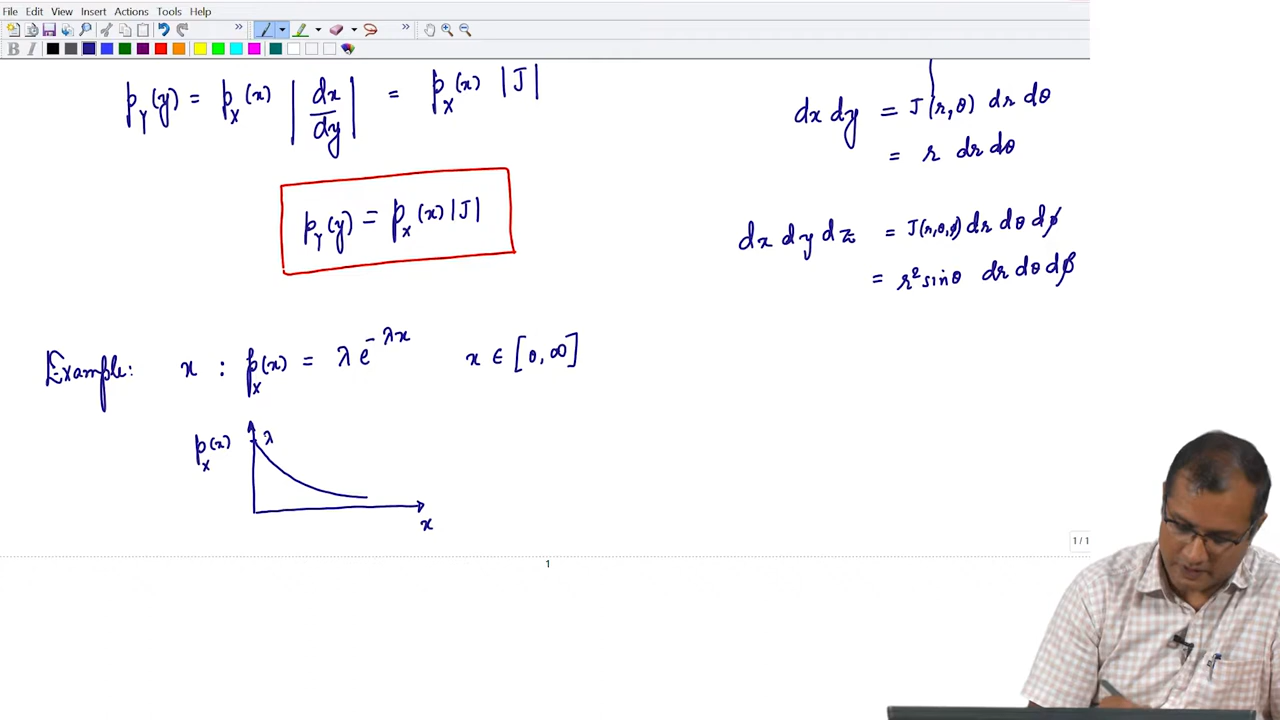 File Edit View Insert Actions Tools Help
p_Y(y) = p_X(x) |dx/dy| = p_X(x) |J|
p_Y(y) = p_X(x) |J|
dx dy = J(r,θ) dr dθ
= r dr dθ
dx dy dz = J(r,θ,ϕ) dr dθ dϕ
= r² sinθ dr dθ dϕ
Example: x : p_X(x) = λ e^{-λx} x ∈ [0,∞]
p_X(x) λ
x
1/1
1